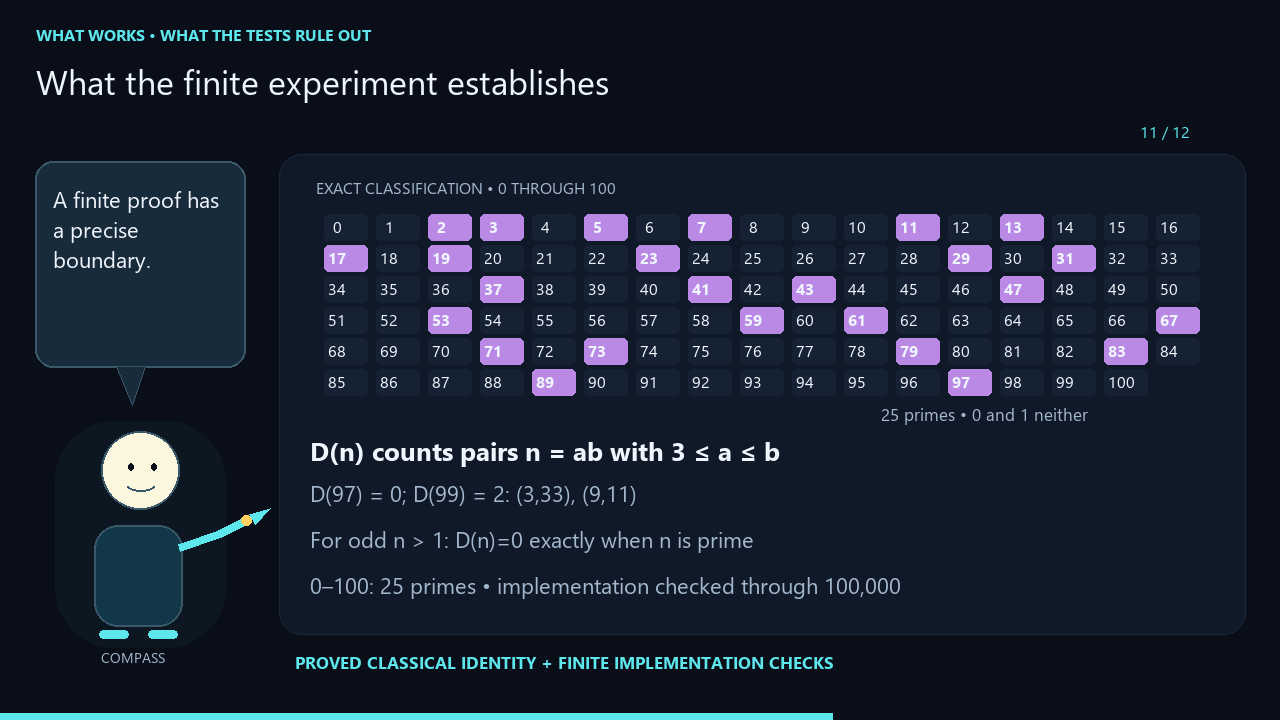 WHAT WORKS • WHAT THE TESTS RULE OUT
What the finite experiment establishes
11 / 12
A finite proof has
a precise
boundary.
EXACT CLASSIFICATION • 0 THROUGH 100
0 1 2 3 4 5 6 7 8 9 10 11 12 13 14 15 16
17 18 19 20 21 22 23 24 25 26 27 28 29 30 31 32 33
34 35 36 37 38 39 40 41 42 43 44 45 46 47 48 49 50
51 52 53 54 55 56 57 58 59 60 61 62 63 64 65 66 67
68 69 70 71 72 73 74 75 76 77 78 79 80 81 82 83 84
85 86 87 88 89 90 91 92 93 94 95 96 97 98 99 100
25 primes • 0 and 1 neither
D(n) counts pairs n = ab with 3 ≤ a ≤ b
D(97) = 0; D(99) = 2: (3,33), (9,11)
For odd n > 1: D(n)=0 exactly when n is prime
0–100: 25 primes • implementation checked through 100,000
COMPASS
PROVED CLASSICAL IDENTITY + FINITE IMPLEMENTATION CHECKS